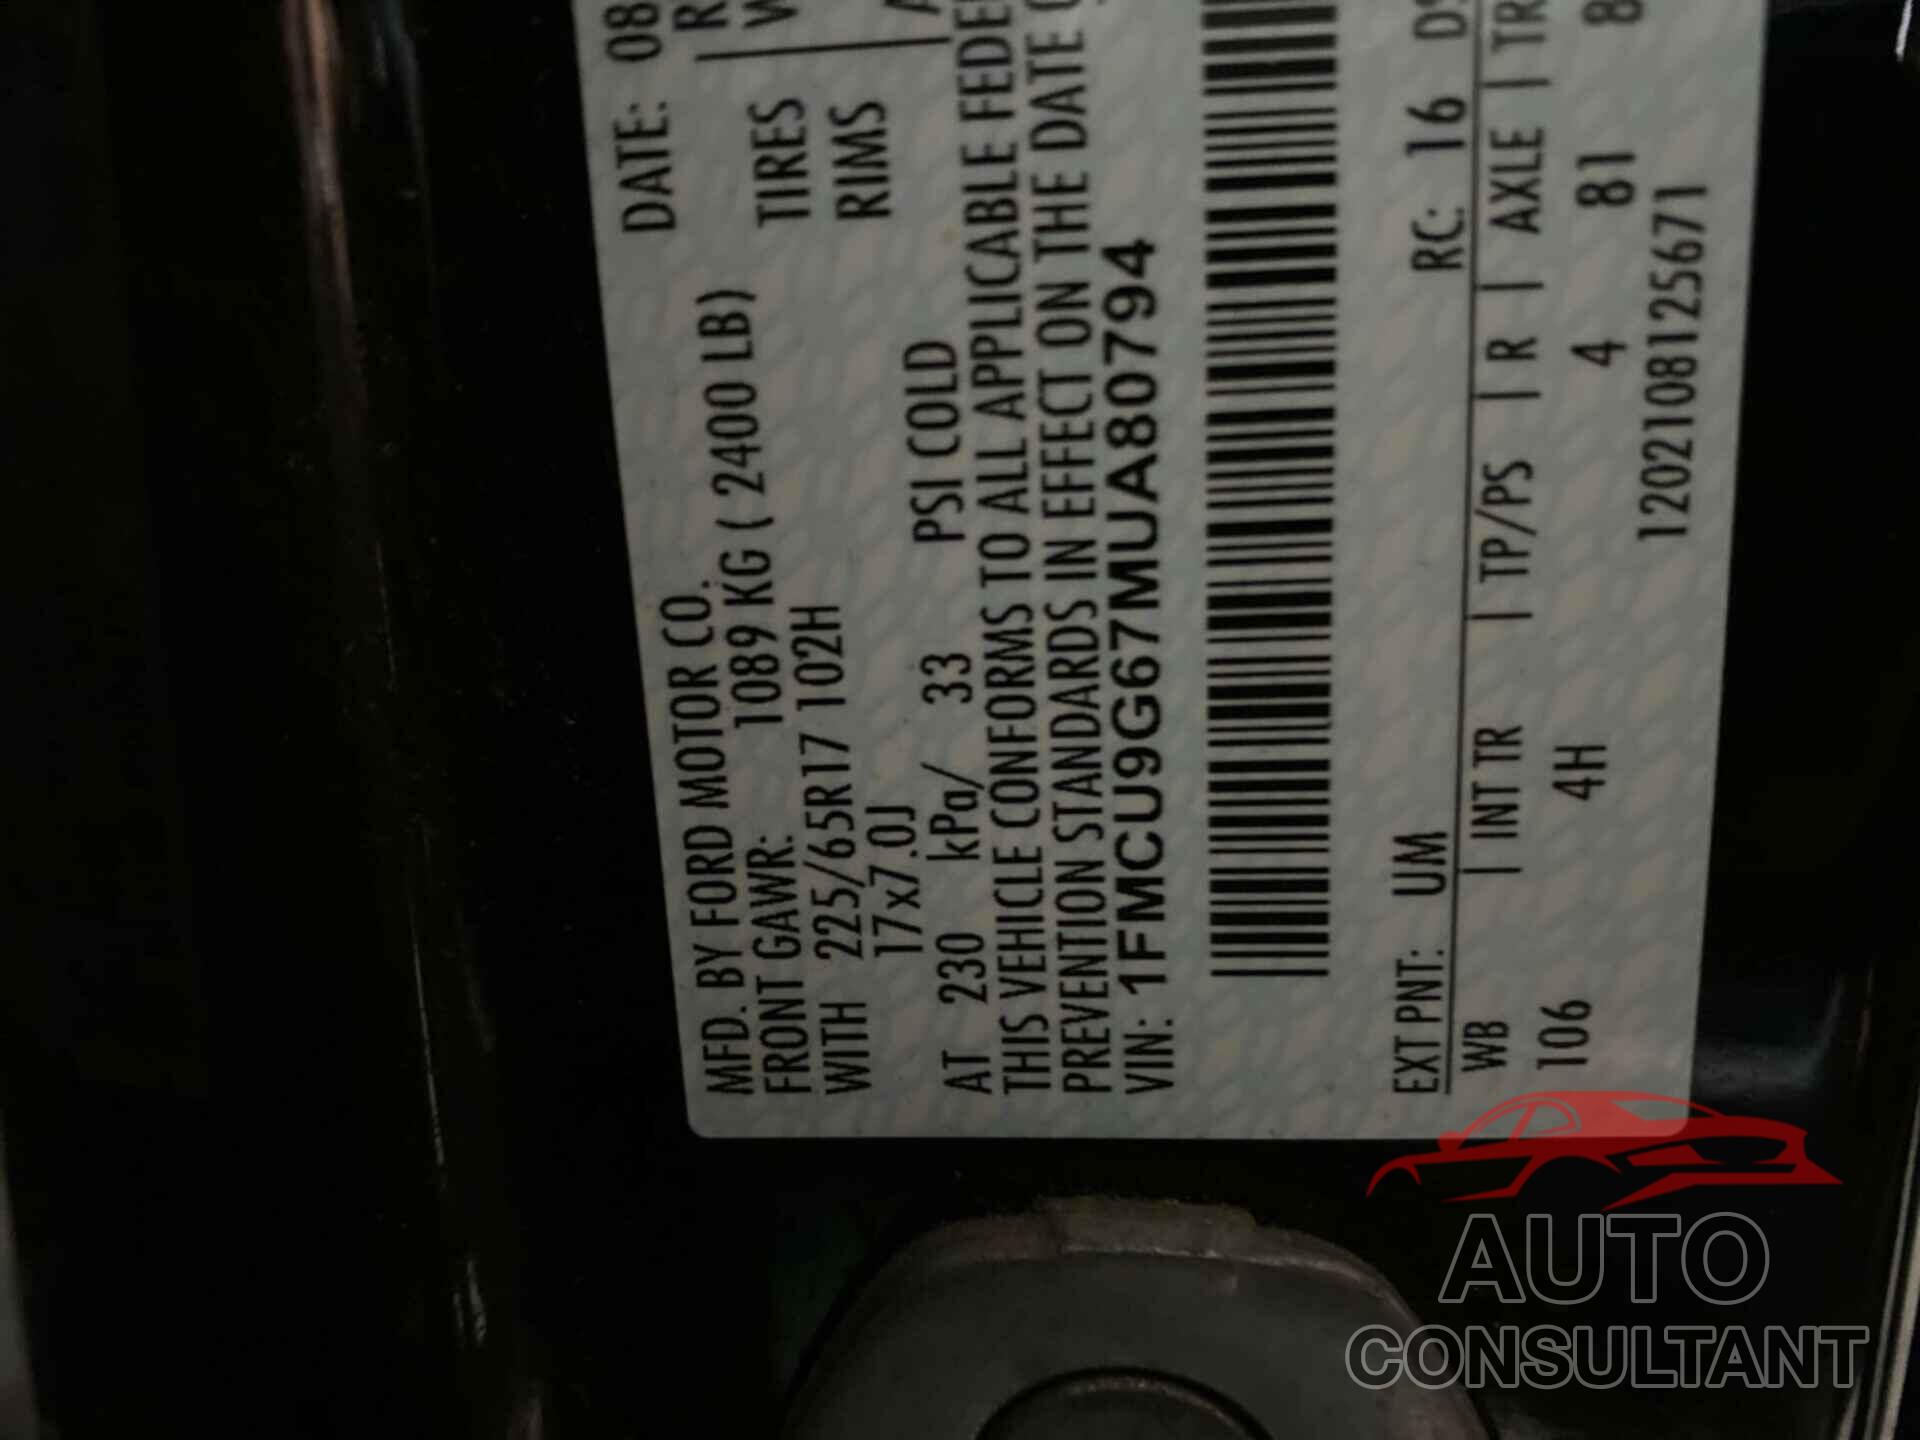 MFD. BY FORD MOTOR CO.
DATE: 08
FRONT GAWR: 1089 KG ( 2400 LB)
WITH 225/65R17 102H
TIRES
17x7.0J
RIMS
AT 230 kPa/ 33 PSI COLD
THIS VEHICLE CONFORMS TO ALL APPLICABLE
PREVENTION STANDARDS IN EFFECT ON THE DATE
VIN: 1FMCU9G67MUA80794
EXT PNT: UM
RC: 16
WB | INT TR | TP/PS | R | AXLE | TR
106 4H 4 81
12021081256​71
AUTO
CONSULTANT